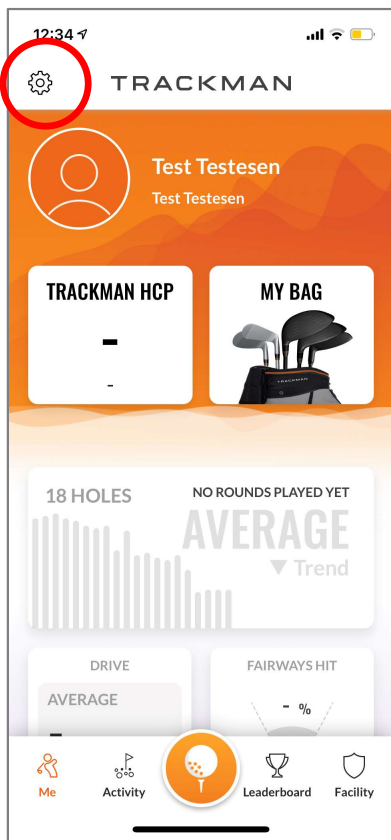 12:34
TRACKMAN
Test Testesen
Test Testesen
TRACKMAN HCP
-
-
MY BAG
TRACKMAN
18 HOLES
NO ROUNDS PLAYED YET
AVERAGE
▼ Trend
DRIVE
AVERAGE
-
FAIRWAYS HIT
- %
Me
Activity
Leaderboard
Facility